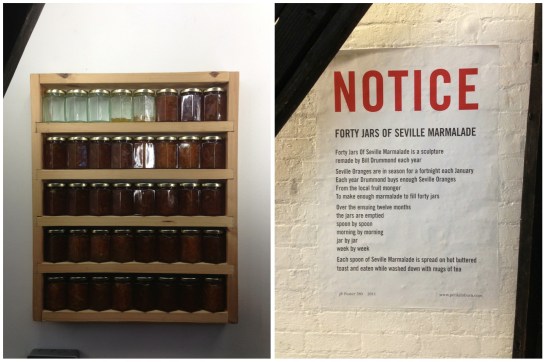 NOTICE
FORTY JARS OF SEVILLE MARMALADE
Forty Jars Of Seville Marmalade is a sculpture
remade by Bill Drummond each year
Seville Oranges are in season for a fortnight each January
Each year Drummond buys enough Seville Oranges
From the local fruit monger
To make enough marmalade to fill forty jars
Over the ensuing twelve months
the jars are emptied
spoon by spoon
morning by morning
jar by jar
week by week
Each spoon of Seville Marmalade is spread on hot buttered
toast and eaten while washed down with mugs of tea